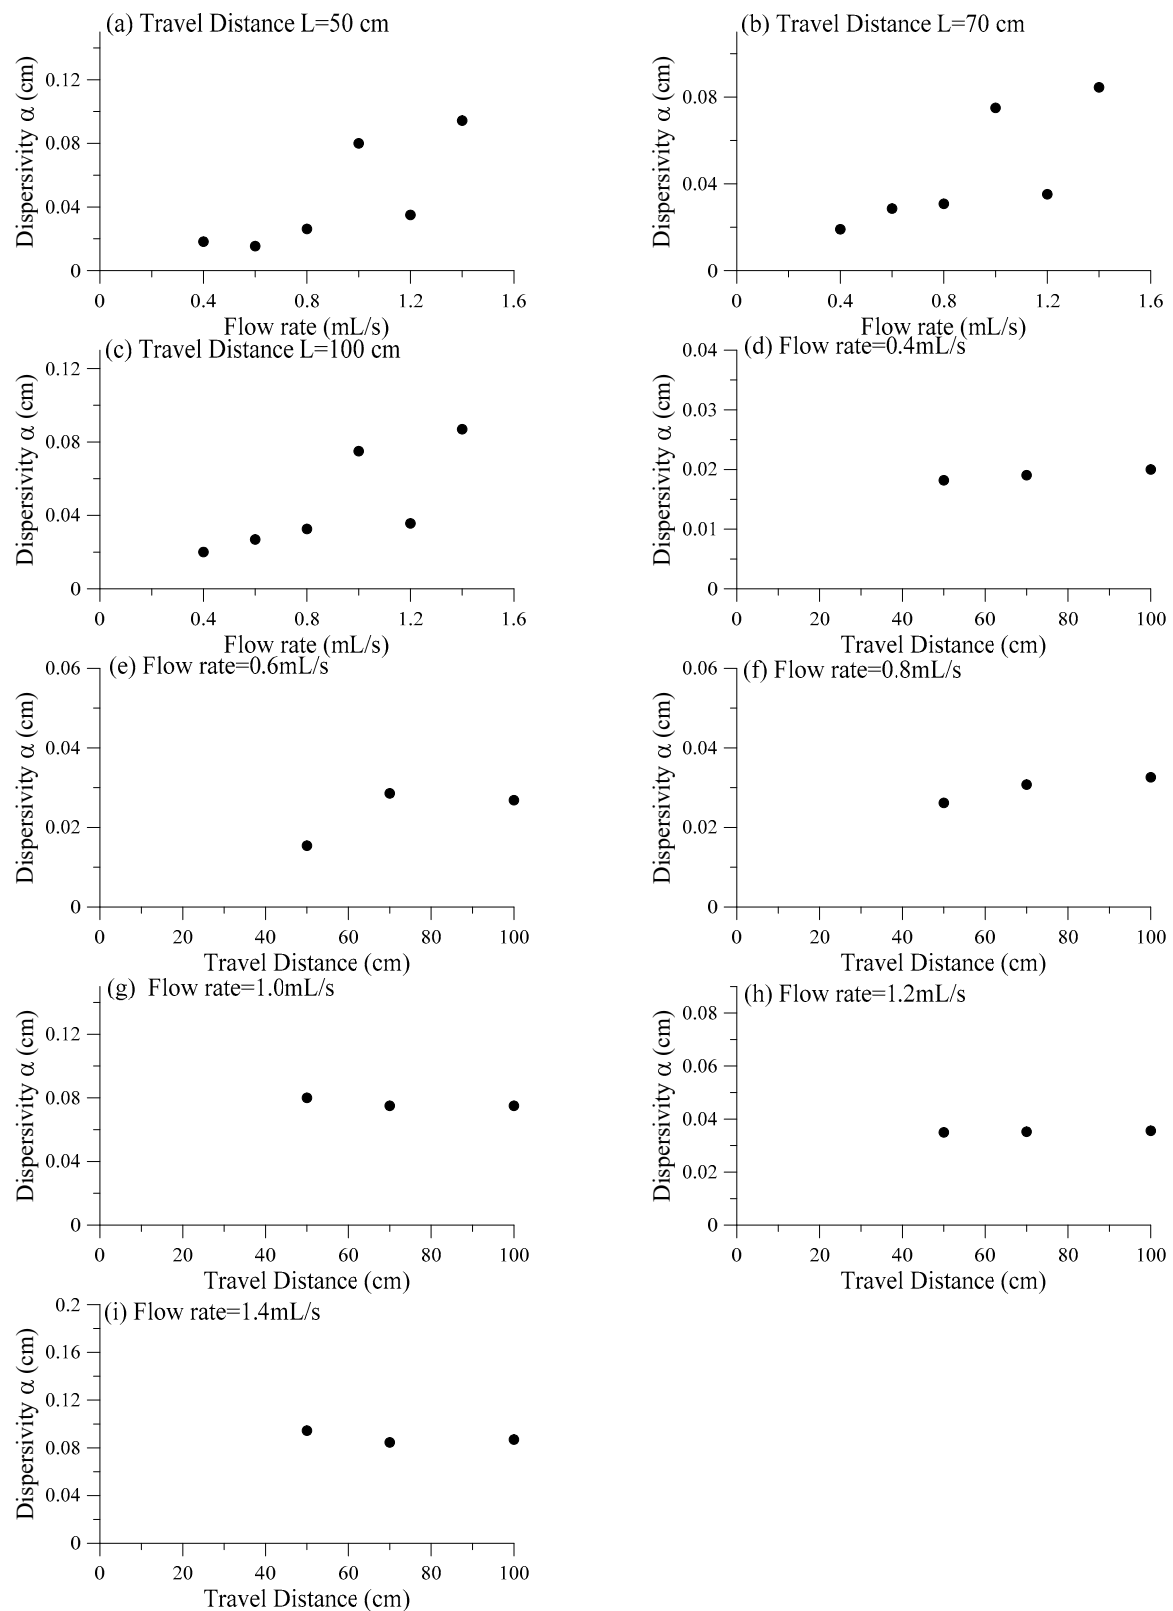 (a) Travel Distance L=50 cm
Dispersivity α (cm)
0.12
0.08
0.04
0
0 0.4 0.8 1.2 1.6
Flow rate (mL/s)
(b) Travel Distance L=70 cm
Dispersivity α (cm)
0.08
0.04
0
0 0.4 0.8 1.2 1.6
Flow rate (mL/s)
(c) Travel Distance L=100 cm
Dispersivity α (cm)
0.12
0.08
0.04
0
0 0.4 0.8 1.2 1.6
Flow rate (mL/s)
(d) Flow rate=0.4mL/s
Dispersivity α (cm)
0.04
0.03
0.02
0.01
0
0 20 40 60 80 100
Travel Distance (cm)
(e) Flow rate=0.6mL/s
Dispersivity α (cm)
0.06
0.04
0.02
0
0 20 40 60 80 100
Travel Distance (cm)
(f) Flow rate=0.8mL/s
Dispersivity α (cm)
0.06
0.04
0.02
0
0 20 40 60 80 100
Travel Distance (cm)
(g) Flow rate=1.0mL/s
Dispersivity α (cm)
0.12
0.08
0.04
0
0 20 40 60 80 100
Travel Distance (cm)
(h) Flow rate=1.2mL/s
Dispersivity α (cm)
0.08
0.06
0.04
0.02
0
0 20 40 60 80 100
Travel Distance (cm)
(i) Flow rate=1.4mL/s
Dispersivity α (cm)
0.2
0.16
0.12
0.08
0.04
0
0 20 40 60 80 100
Travel Distance (cm)